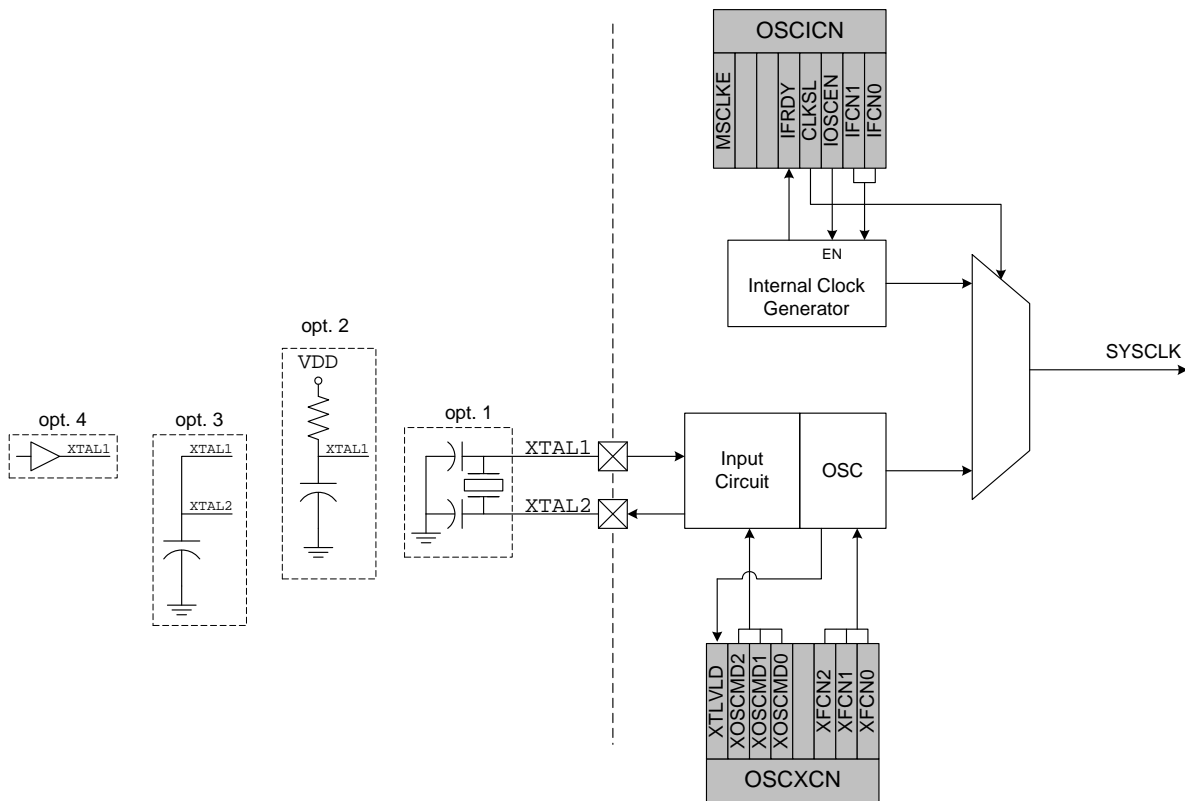 OSCICN
MSCLKE
IFRDY
CLKSL
IOSCEN
IFCN1
IFCN0
EN
Internal Clock
Generator
SYSCLK
opt. 4
XTAL1
opt. 3
XTAL1
XTAL2
opt. 2
VDD
XTAL1
opt. 1
XTAL1
XTAL2
Input
Circuit
OSC
XTLVLD
XOSCMD2
XOSCMD1
XOSCMD0
XFCN2
XFCN1
XFCN0
OSCXCN